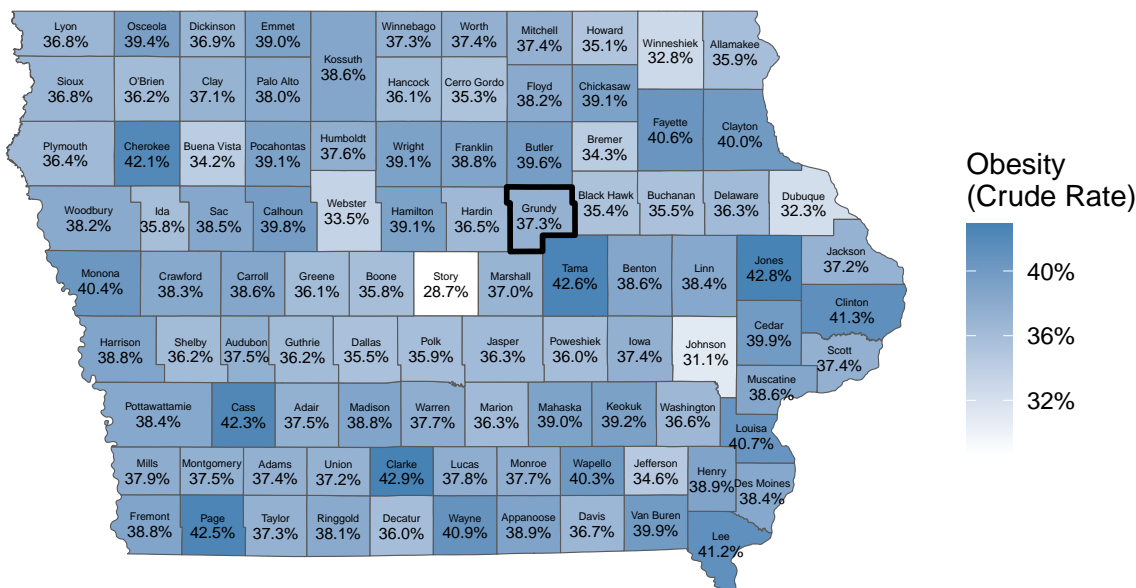 Lyon
36.8%
Osceola
39.4%
Dickinson
36.9%
Emmet
39.0%
Kossuth
38.6%
Winnebago
37.3%
Worth
37.4%
Mitchell
37.4%
Howard
35.1%
Winneshiek
32.8%
Allamakee
35.9%
Sioux
36.8%
O'Brien
36.2%
Clay
37.1%
Palo Alto
38.0%
Hancock
36.1%
Cerro Gordo
35.3%
Floyd
38.2%
Chickasaw
39.1%
Fayette
40.6%
Clayton
40.0%
Plymouth
36.4%
Cherokee
42.1%
Buena Vista
34.2%
Pocahontas
39.1%
Humboldt
37.6%
Wright
39.1%
Franklin
38.8%
Butler
39.6%
Bremer
34.3%
Woodbury
38.2%
Ida
35.8%
Sac
38.5%
Calhoun
39.8%
Webster
33.5%
Hamilton
39.1%
Hardin
36.5%
Grundy
37.3%
Black Hawk
35.4%
Buchanan
35.5%
Delaware
36.3%
Dubuque
32.3%
Monona
40.4%
Crawford
38.3%
Carroll
38.6%
Greene
36.1%
Boone
35.8%
Story
28.7%
Marshall
37.0%
Tama
42.6%
Benton
38.6%
Linn
38.4%
Jones
42.8%
Jackson
37.2%
Clinton
41.3%
Harrison
38.8%
Shelby
36.2%
Audubon
37.5%
Guthrie
36.2%
Dallas
35.5%
Polk
35.9%
Jasper
36.3%
Poweshiek
36.0%
Iowa
37.4%
Johnson
31.1%
Cedar
39.9%
Scott
37.4%
Muscatine
38.6%
Pottawattamie
38.4%
Cass
42.3%
Adair
37.5%
Madison
38.8%
Warren
37.7%
Marion
36.3%
Mahaska
39.0%
Keokuk
39.2%
Washington
36.6%
Louisa
40.7%
Mills
37.9%
Montgomery
37.5%
Adams
37.4%
Union
37.2%
Clarke
42.9%
Lucas
37.8%
Monroe
37.7%
Wapello
40.3%
Jefferson
34.6%
Henry
38.9%
Des Moines
38.4%
Fremont
38.8%
Page
42.5%
Taylor
37.3%
Ringgold
38.1%
Decatur
36.0%
Wayne
40.9%
Appanoose
38.9%
Davis
36.7%
Van Buren
39.9%
Lee
41.2%
Obesity
(Crude Rate)
40%
36%
32%